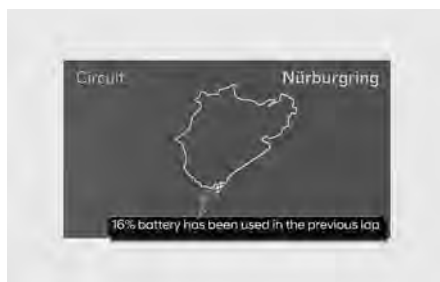 Circuit
Nürburgring
16% battery has been used in the previous lap